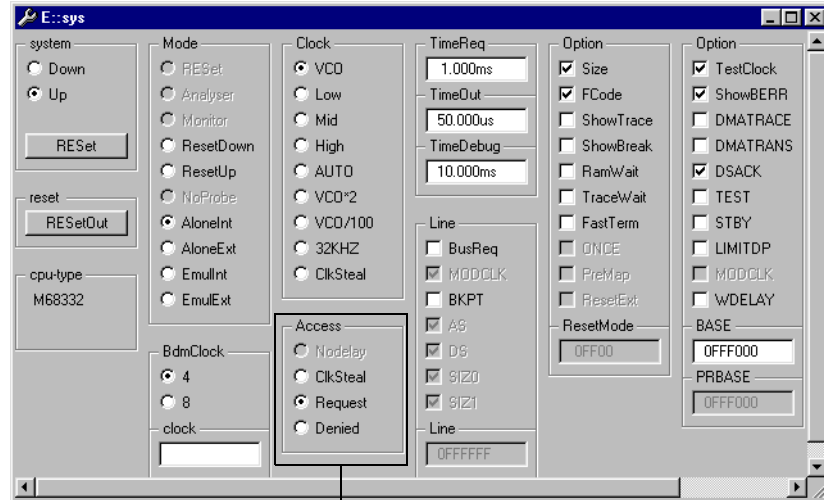 E::sys
system
Down
Up
RESet
reset
RESetOut
cpu-type
M68332
Mode
RESet
Analyser
Monitor
ResetDown
ResetUp
NoProbe
AloneInt
AloneExt
EmulInt
EmulExt
BdmClock
4
8
clock
Clock
VCO
Low
Mid
High
AUTO
VCO*2
VCO/100
32KHZ
ClkSteal
Access
Nodelay
ClkSteal
Request
Denied
TimeReq
1.000ms
TimeOut
50.000us
TimeDebug
10.000ms
Line
BusReq
MODCLK
BKPT
AS
DS
SIZ0
SIZ1
Line
0FFFFFF
Option
Size
FCode
ShowTrace
ShowBreak
RamWait
TraceWait
FastTerm
ONCE
PreMap
ResetExt
ResetMode
0FF00
Option
TestClock
ShowBERR
DMATRACE
DMATRANS
DSACK
TEST
STBY
LIMITDP
MODCLK
WDELAY
BASE
0FFF000
PRBASE
0FFF000